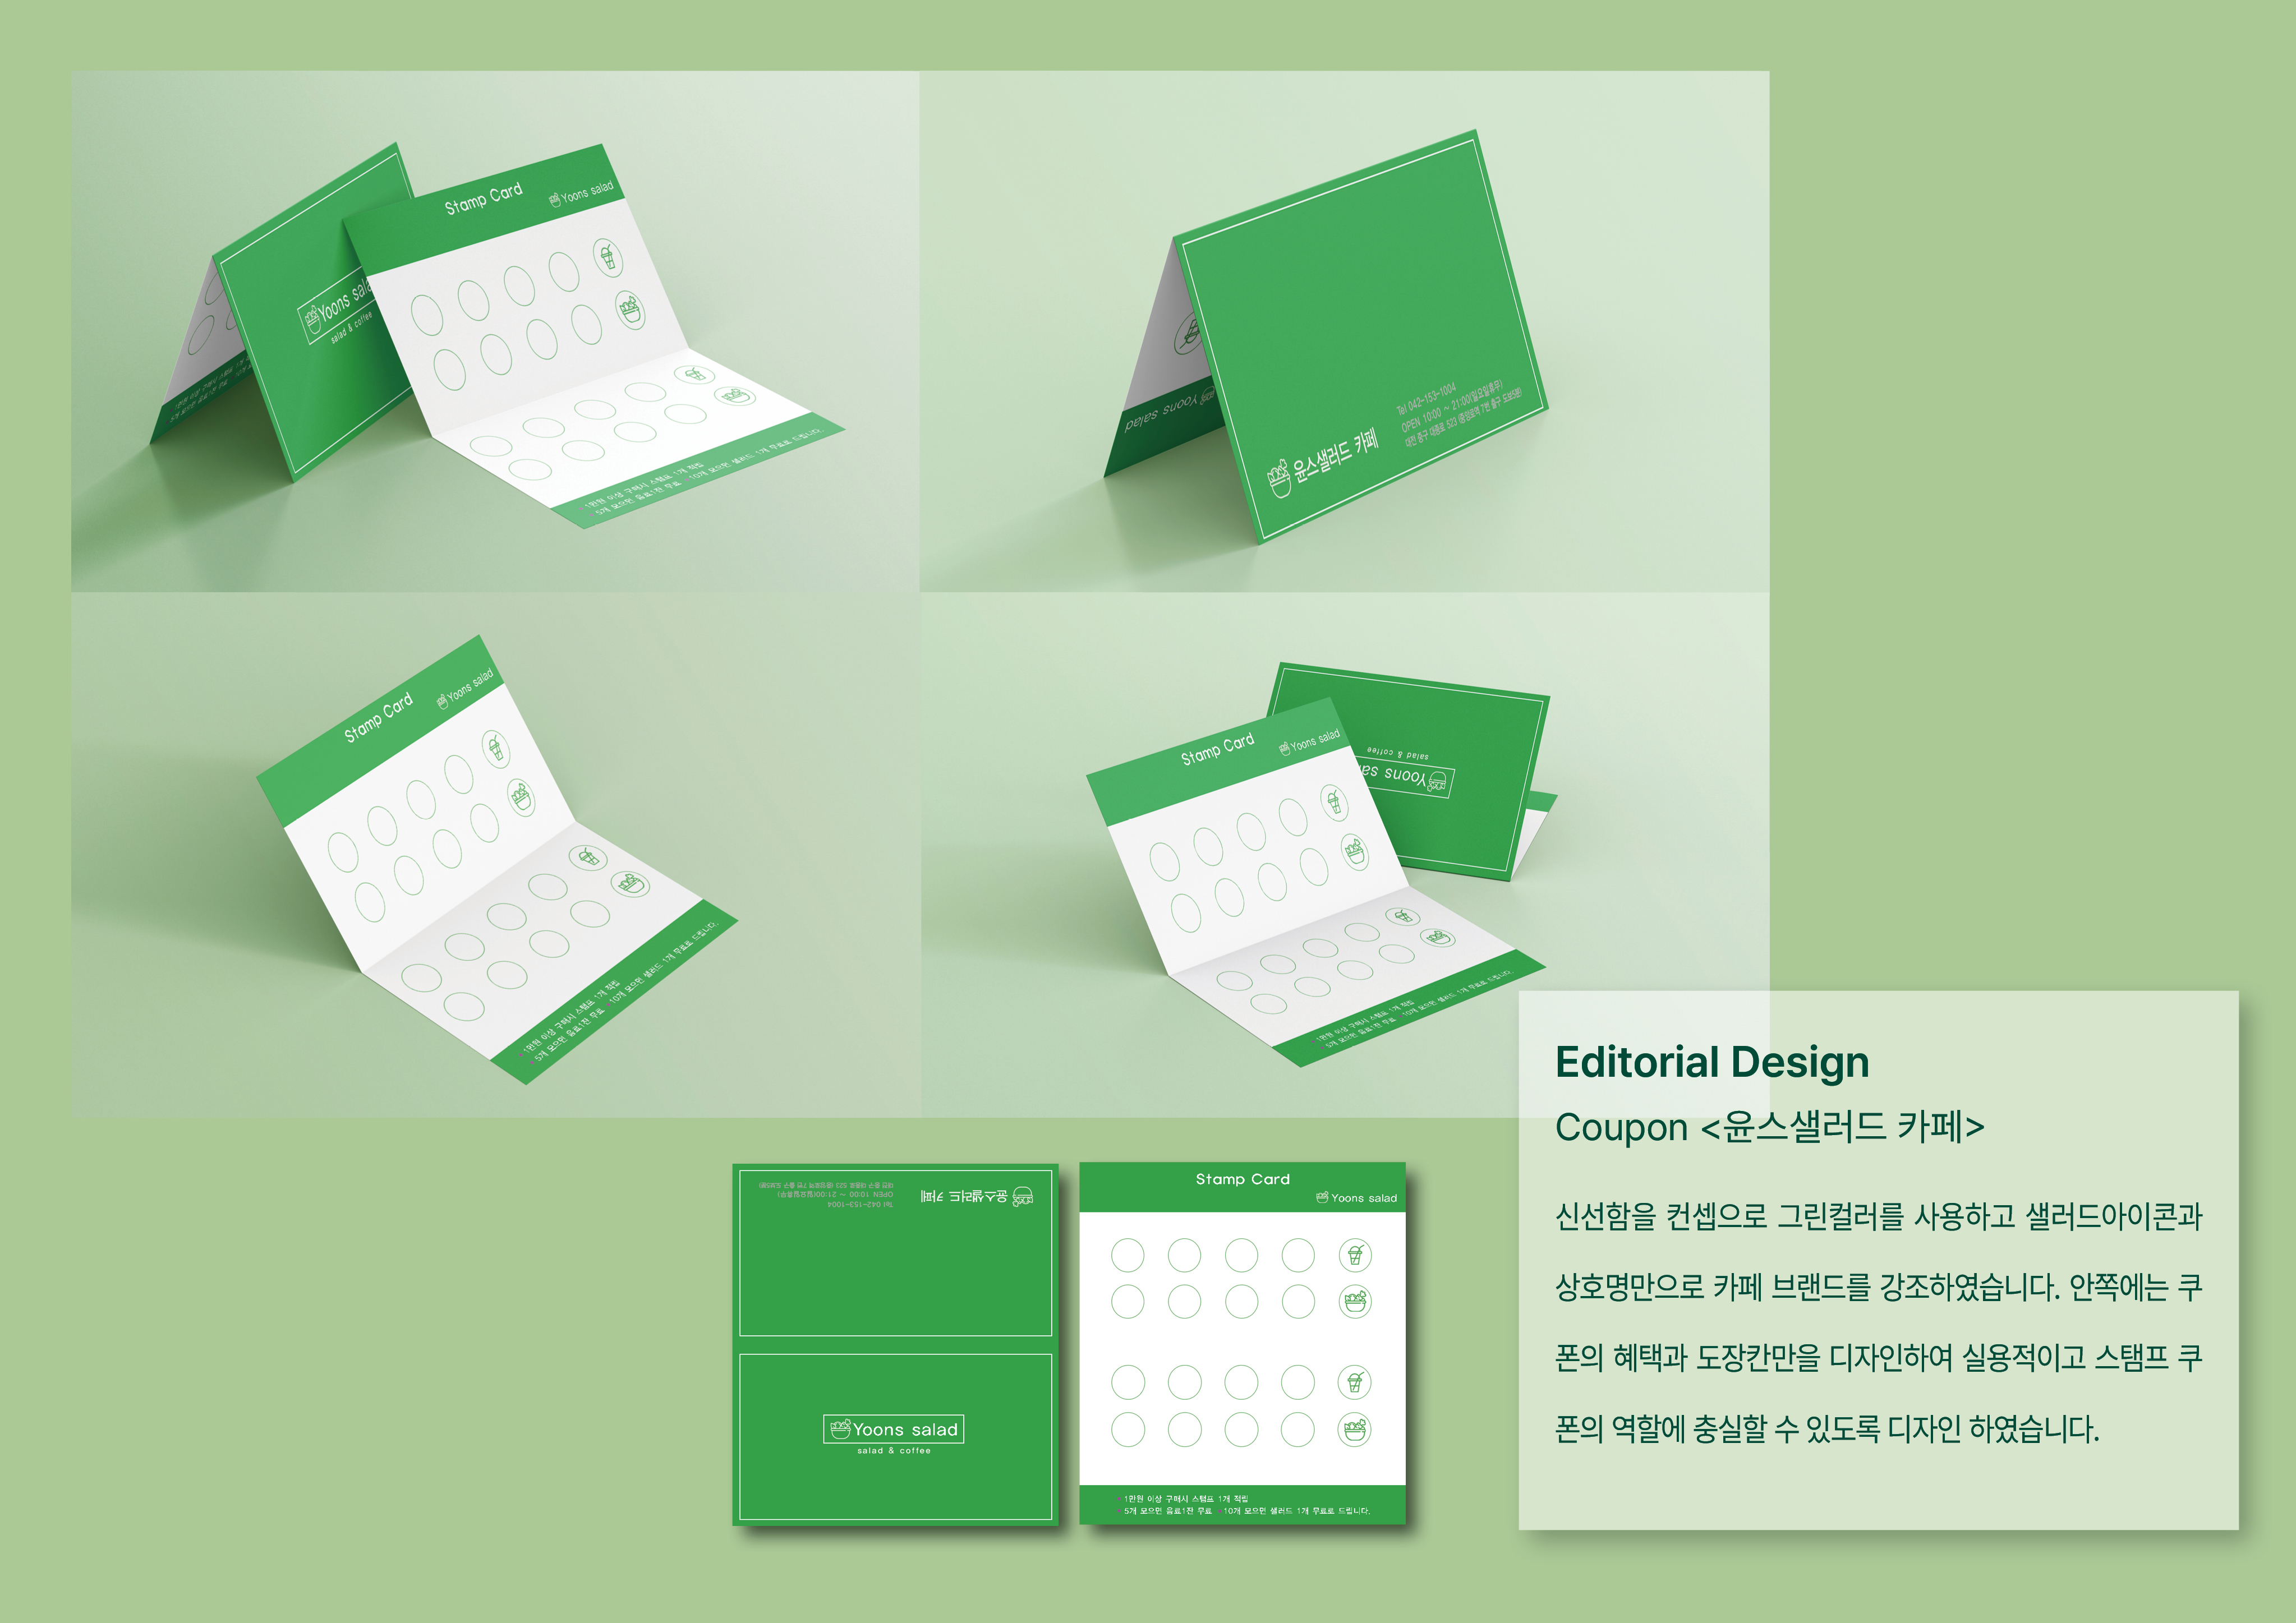 Stamp Card
Yoons salad
Yoons sala
salad & coffee
1만원 이상 구매시 스탬프 1개 적립
5개 모으면 음료1잔 무료 10개 모으면 샐러드 1개 무료로 드립니다.
Yoons salad
윤스샐러드 카페
Tel 042-153-1004
OPEN 10:00 ~ 21:00(일요일휴무)
대전 중구 대종로 523 (중앙로역 7번 출구 도보5분)
Stamp Card
Yoons salad
1만원 이상 구매시 스탬프 1개 적립
5개 모으면 음료1잔 무료 10개 모으면 샐러드 1개 무료로 드립니다.
Stamp Card
Yoons salad
Yoons sal
salad & coffee
1만원 이상 구매시 스탬프 1개 적립
5개 모으면 음료1잔 무료 10개 모으면 샐러드 1개 무료로 드립니다.
윤스샐러드 카페
Tel 042-153-1004
OPEN 10:00 ~ 21:00(일요일휴무)
대전 중구 대종로 523 (중앙로역 7번 출구 도보5분)
Yoons salad
salad & coffee
Stamp Card
Yoons salad
1만원 이상 구매시 스탬프 1개 적립
5개 모으면 음료1잔 무료 10개 모으면 샐러드 1개 무료로 드립니다.
Editorial Design
Coupon <윤스샐러드 카페>
신선함을 컨셉으로 그린컬러를 사용하고 샐러드아이콘과
상호명만으로 카페 브랜드를 강조하였습니다. 안쪽에는 쿠
폰의 혜택과 도장칸만을 디자인하여 실용적이고 스탬프 쿠
폰의 역할에 충실할 수 있도록 디자인 하였습니다.